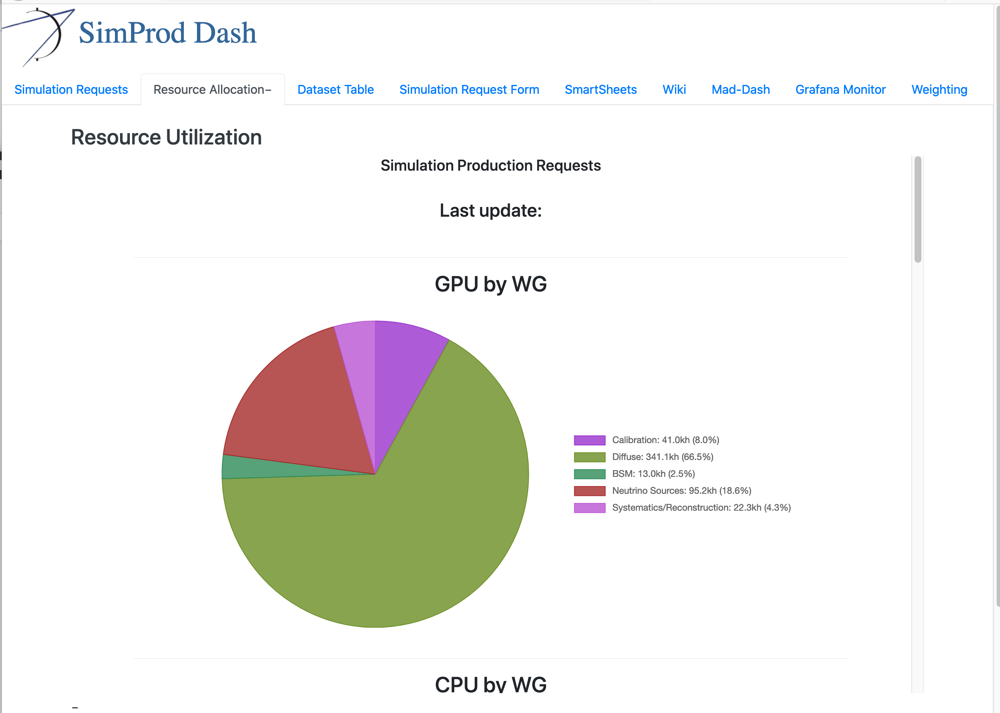 SimProd Dash
Simulation Requests Resource Allocation– Dataset Table Simulation Request Form SmartSheets Wiki Mad-Dash Grafana Monitor Weighting
Resource Utilization
Simulation Production Requests
Last update:
GPU by WG
Calibration: 41.0kh (8.0%)
Diffuse: 341.1kh (66.5%)
BSM: 13.0kh (2.5%)
Neutrino Sources: 95.2kh (18.6%)
Systematics/Reconstruction: 22.3kh (4.3%)
CPU by WG
–